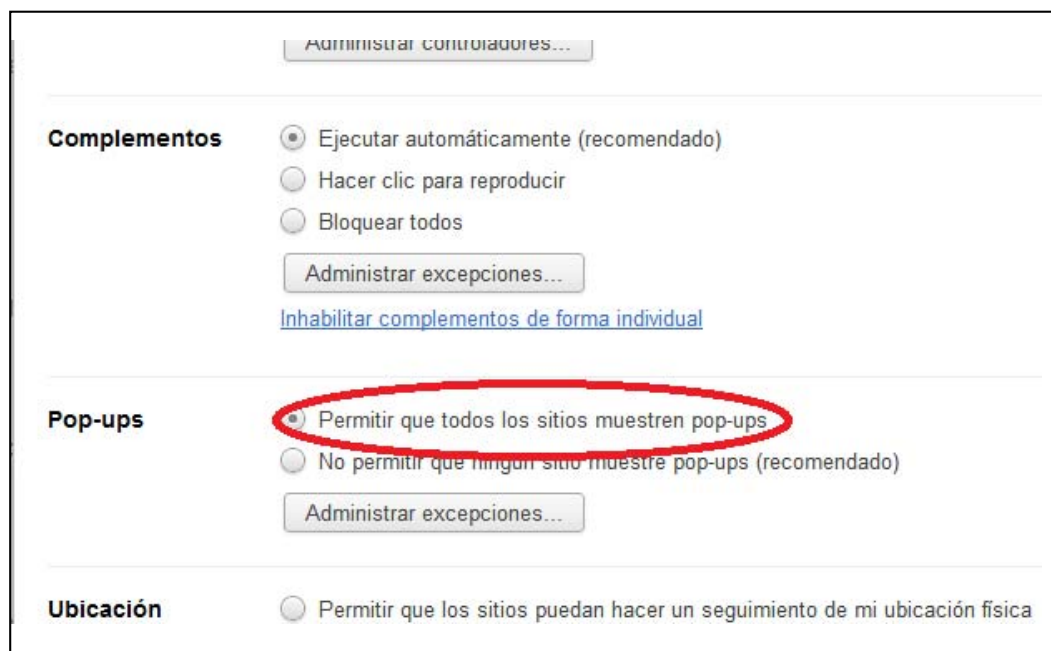 Administrar controladores...
Complementos
Ejecutar automáticamente (recomendado)
Hacer clic para reproducir
Bloquear todos
Administrar excepciones...
Inhabilitar complementos de forma individual
Pop-ups
Permitir que todos los sitios muestren pop-ups
No permitir que ningún sitio muestre pop-ups (recomendado)
Administrar excepciones...
Ubicación
Permitir que los sitios puedan hacer un seguimiento de mi ubicación física